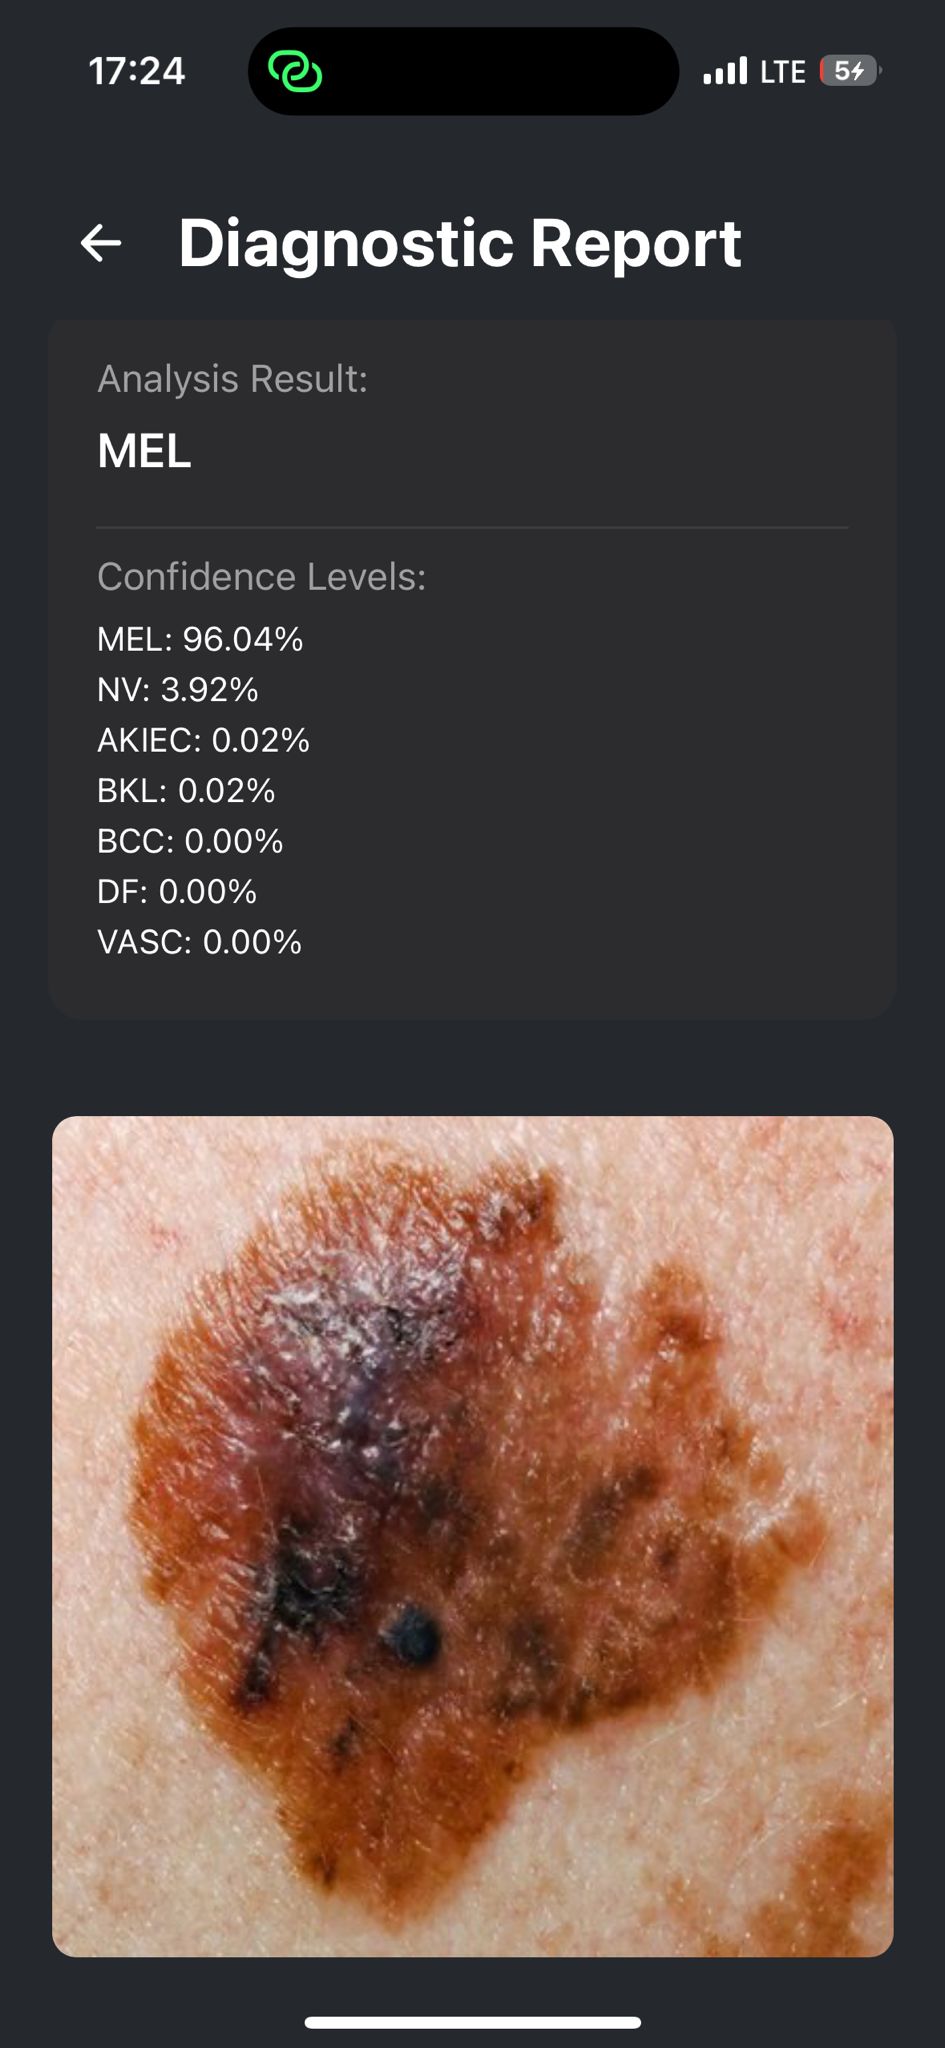 17:24
LTE
5
Diagnostic Report
Analysis Result:
MEL
Confidence Levels:
MEL: 96.04%
NV: 3.92%
AKIEC: 0.02%
BKL: 0.02%
BCC: 0.00%
DF: 0.00%
VASC: 0.00%